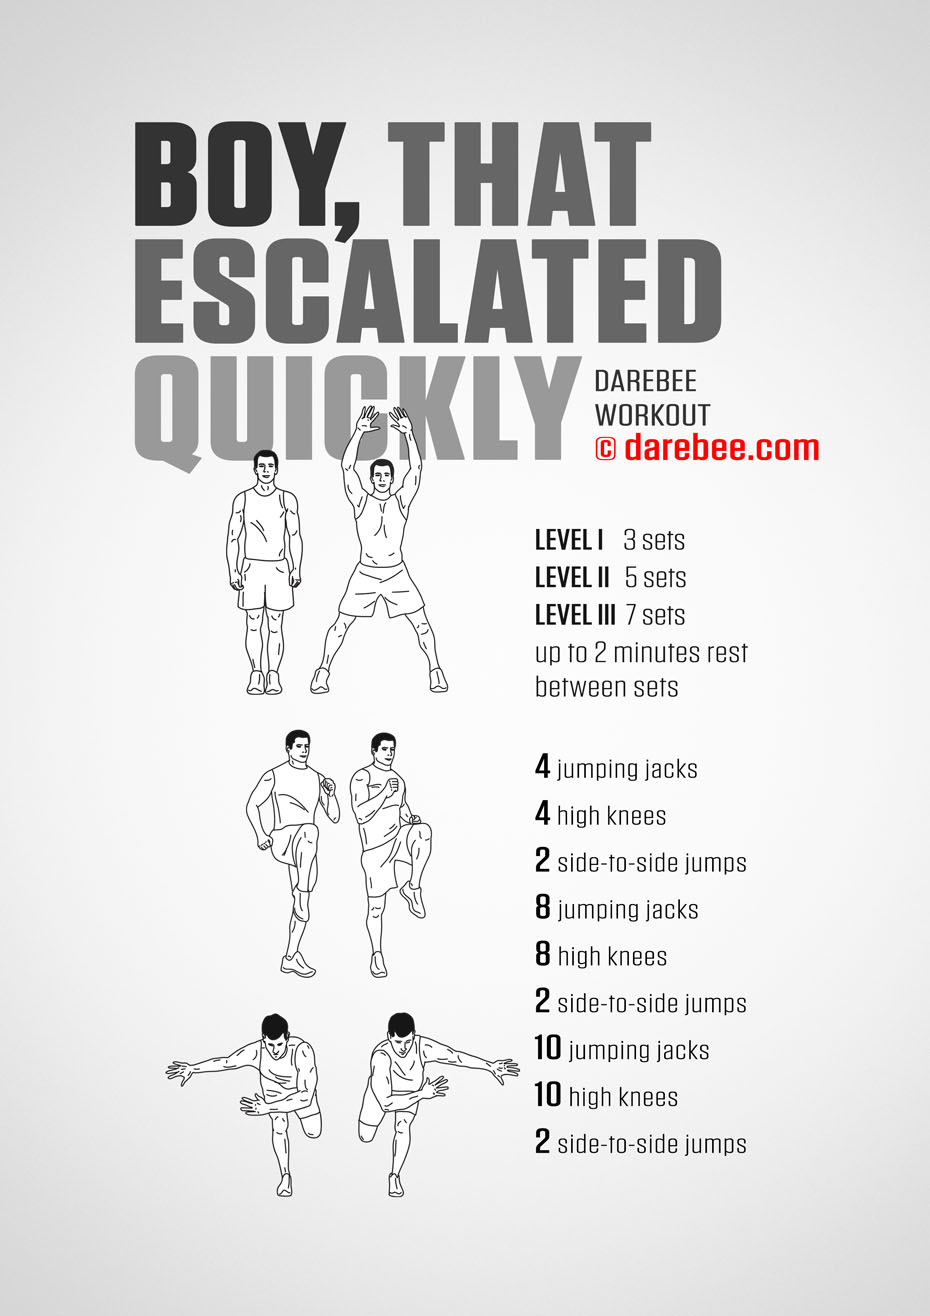 BOY, THAT
ESCALATED
QUICKLY
DAREBEE
WORKOUT
© darebee.com
LEVEL I 3 sets
LEVEL II 5 sets
LEVEL III 7 sets
up to 2 minutes rest
between sets
4 jumping jacks
4 high knees
2 side-to-side jumps
8 jumping jacks
8 high knees
2 side-to-side jumps
10 jumping jacks
10 high knees
2 side-to-side jumps